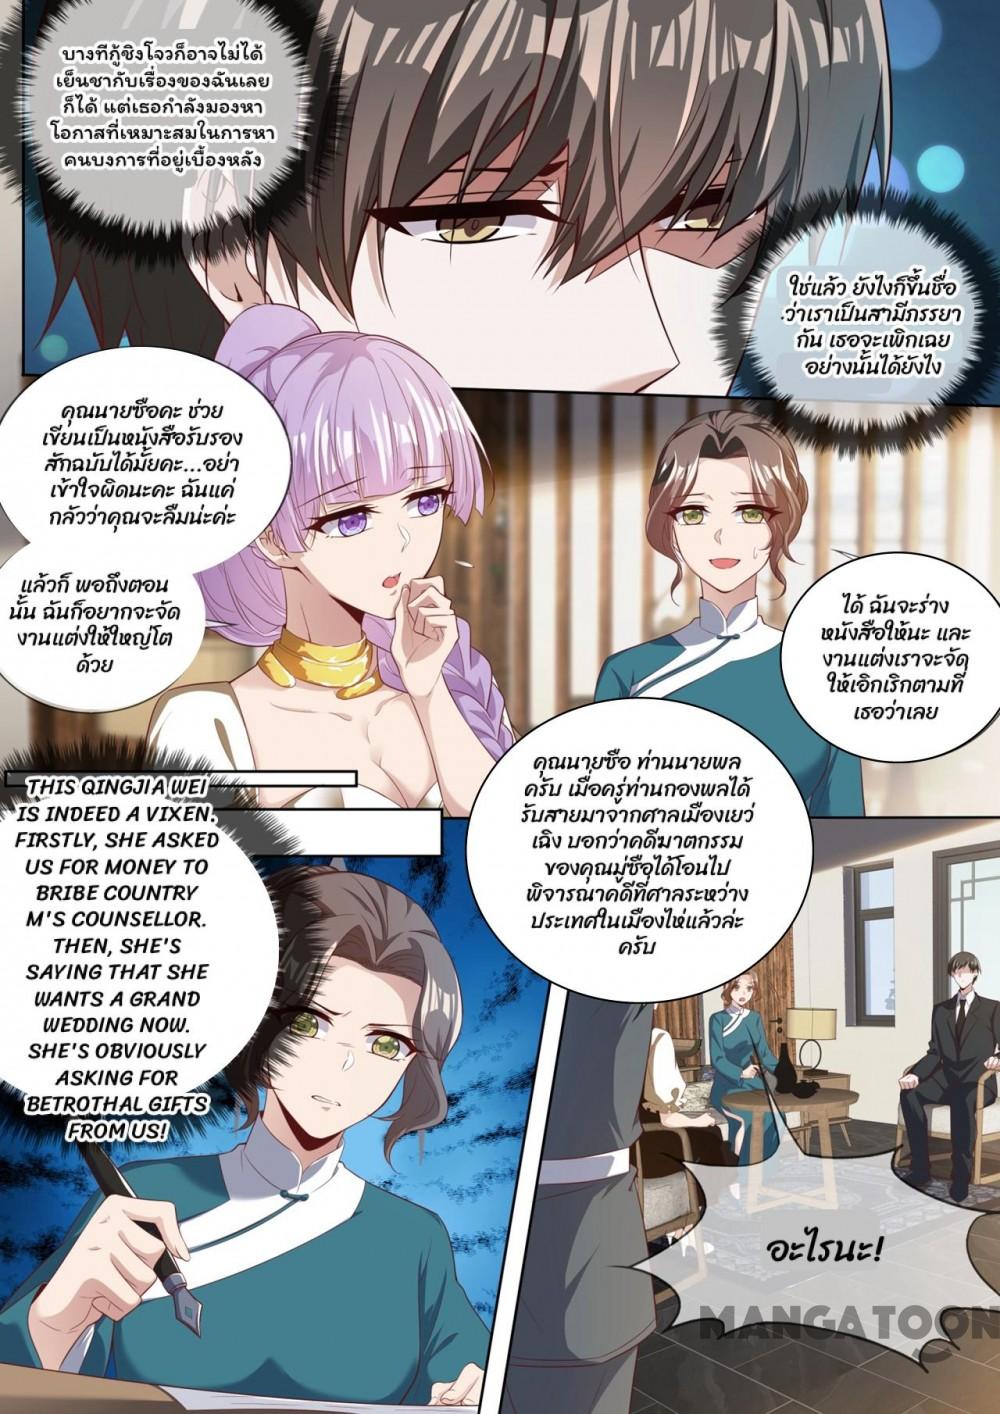 บางทีกู้ชิงโจวก็อาจไม่ได้
เย็นชากับเรื่องของฉันเลย
ก็ได้ แต่เธอกำลังมองหา
โอกาสที่เหมาะสมในการหา
คนบงการที่อยู่เบื้องหลัง
ใช่แล้ว ยังไงก็ขึ้นชื่อ
ว่าเราเป็นสามีภรรยา
กัน เธอจะเพิกเฉย
อย่างนั้นได้ยังไง
คุณนายซือคะ ช่วย
เขียนเป็นหนังสือรับรอง
สักฉบับได้มั้ยคะ...อย่า
เข้าใจผิดนะคะ ฉันแค่
กลัวว่าคุณจะลืมน่ะค่ะ
แล้วก็ พอถึงตอน
นั้น ฉันก็อยากจะจัด
งานแต่งให้ใหญ่โต
ด้วย
ได้ ฉันจะร่าง
หนังสือให้นะ และ
งานแต่งเราจะจัด
ให้เอิกเริกตามที่
เธอว่าเลย
THIS QINGJIA WEI
IS INDEED A VIXEN.
FIRSTLY, SHE ASKED
US FOR MONEY TO
BRIBE COUNTRY
M'S COUNSELLOR.
THEN, SHE'S
SAYING THAT SHE
WANTS A GRAND
WEDDING NOW.
SHE'S OBVIOUSLY
ASKING FOR
BETROTHAL GIFTS
FROM US!
คุณนายซือ ท่านนายพล
ครับ เมื่อครู่ท่านกองพลได้
รับสายมาจากศาลเมืองเยว่
เฉิง บอกว่าคดีฆาตกรรม
ของคุณมู่ซือได้โอนไป
พิจารณาคดีที่ศาลระหว่าง
ประเทศในเมืองไห่แล้วล่ะ
ครับ
อะไรนะ!
MANGATOON